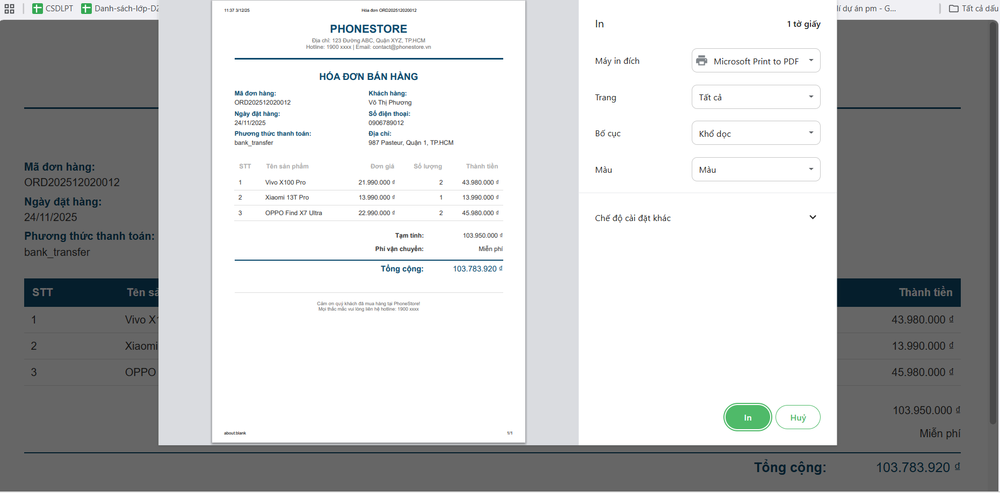 CSDLPT
Danh-sách-lớp-D2
lí dự án pm - G...
Tất cả dấu
11:37 3/12/25
Hóa đơn ORD202512020012
PHONESTORE
Địa chỉ: 123 Đường ABC, Quận XYZ, TP.HCM
Hotline: 1900 xxxx | Email: contact@phonestore.vn
HÓA ĐƠN BÁN HÀNG
Mã đơn hàng:
ORD202512020012
Khách hàng:
Võ Thị Phương
Ngày đặt hàng:
24/11/2025
Số điện thoại:
0906789012
Phương thức thanh toán:
bank_transfer
Địa chỉ:
987 Pasteur, Quận 1, TP.HCM
STT Tên sản phẩm Đơn giá Số lượng Thành tiền
1 Vivo X100 Pro 21.990.000 ₫ 2 43.980.000 ₫
2 Xiaomi 13T Pro 13.990.000 ₫ 1 13.990.000 ₫
3 OPPO Find X7 Ultra 22.990.000 ₫ 2 45.980.000 ₫
Tạm tính: 103.950.000 ₫
Phí vận chuyển: Miễn phí
Tổng cộng: 103.783.920 ₫
Cảm ơn quý khách đã mua hàng tại PhoneStore!
Mọi thắc mắc vui lòng liên hệ hotline: 1900 xxxx
about:blank
1/1
In
1 tờ giấy
Máy in đích
Microsoft Print to PDF
Trang
Tất cả
Bố cục
Khổ dọc
Màu
Màu
Chế độ cài đặt khác
In
Huỷ
Mã đơn hàng:
ORD202512020012
Ngày đặt hàng:
24/11/2025
Phương thức thanh toán:
bank_transfer
STT Tên sả Thành tiền
1 Vivo X1 43.980.000 ₫
2 Xiaomi 13.990.000 ₫
3 OPPO 45.980.000 ₫
103.950.000 ₫
Miễn phí
Tổng cộng: 103.783.920 ₫